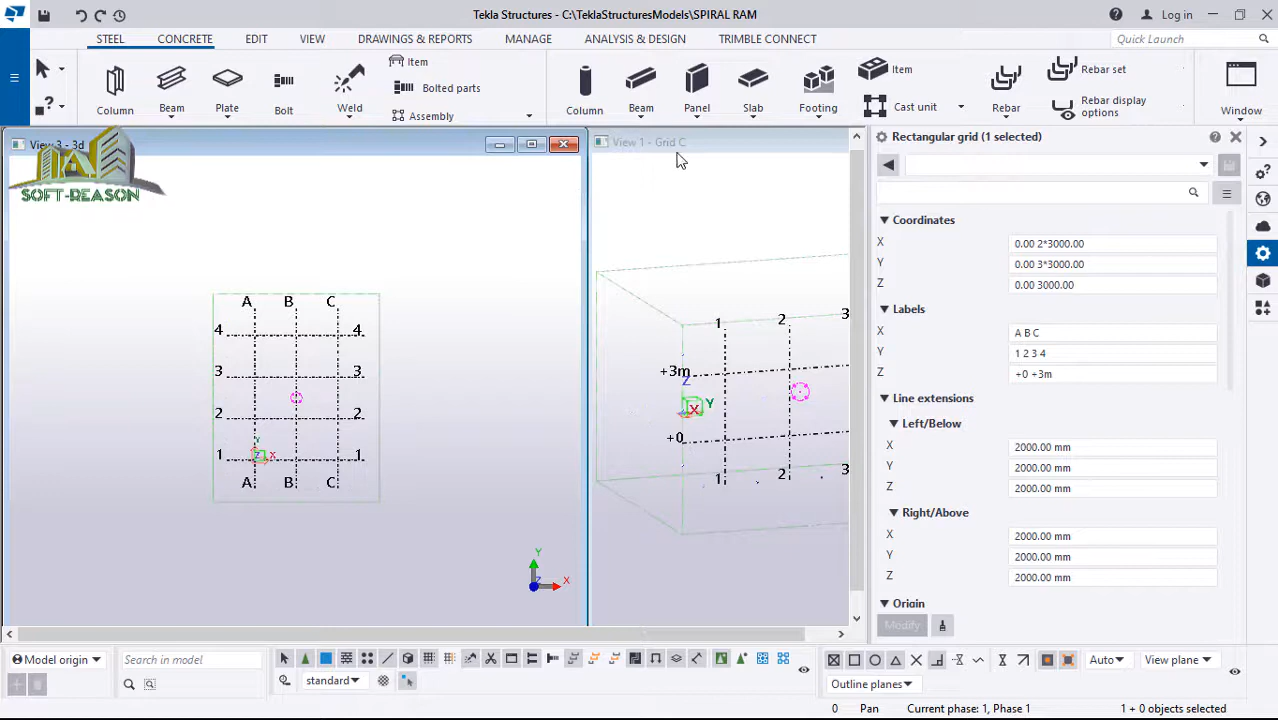 Tekla Structures - C:\TeklaStructuresModels\SPIRAL RAM
Log in
STEEL CONCRETE EDIT VIEW DRAWINGS & REPORTS MANAGE ANALYSIS & DESIGN TRIMBLE CONNECT
Quick Launch
Column Beam Plate Bolt Weld
Item
Bolted parts
Assembly
Column Beam Panel Slab Footing
Item
Cast unit
Rebar
Rebar set
Rebar display options
Window
View 3 - 3d
SOFT-REASON
View 1 - Grid C
Rectangular grid (1 selected)
Coordinates
X 0.00 2*3000.00
Y 0.00 3*3000.00
Z 0.00 3000.00
Labels
X A B C
Y 1 2 3 4
Z +0 +3m
Line extensions
Left/Below
X 2000.00 mm
Y 2000.00 mm
Z 2000.00 mm
Right/Above
X 2000.00 mm
Y 2000.00 mm
Z 2000.00 mm
Origin
Modify
A B C
4 4
3 3
2 2
1 1
A B C
Y
Z X
Y
Z X
1 2 3
+3m
Z
Y
X
+0
1 2 3
Model origin
Search in model
standard
Auto
View plane
Outline planes
0 Pan Current phase: 1, Phase 1 1 + 0 objects selected